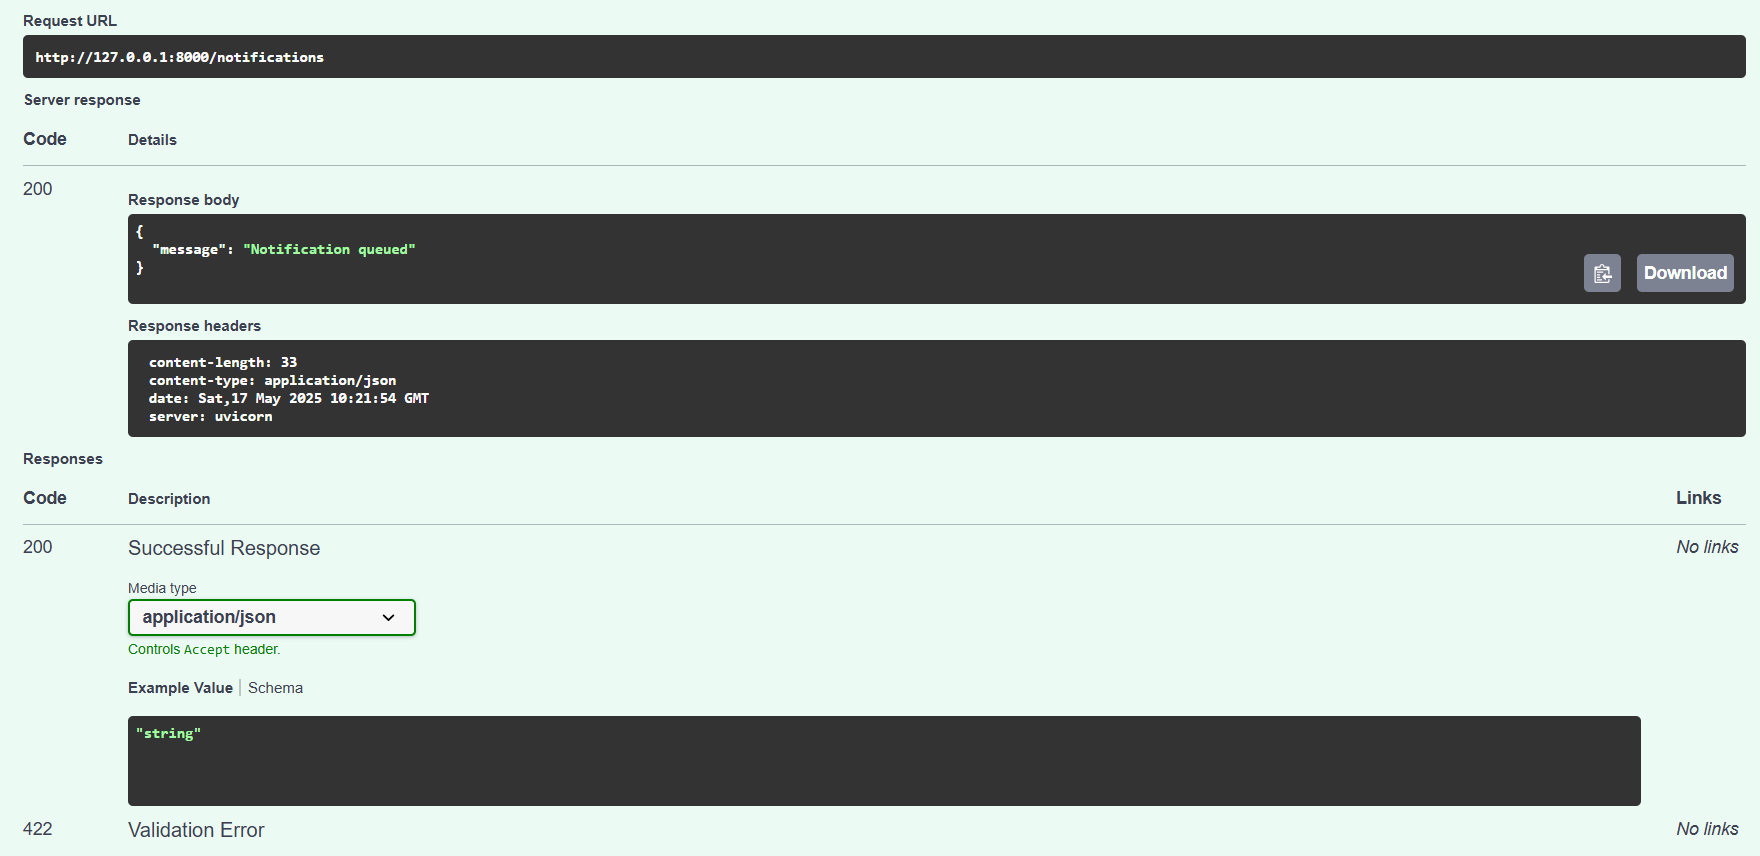 Request URL
http://127.0.0.1:8000/notifications
Server response
Code Details
200
Response body
{
"message": "Notification queued"
}
Download
Response headers
content-length: 33
content-type: application/json
date: Sat,17 May 2025 10:21:54 GMT
server: uvicorn
Responses
Code Description Links
200 Successful Response No links
Media type
application/json
Controls Accept header.
Example Value Schema
"string"
422 Validation Error No links